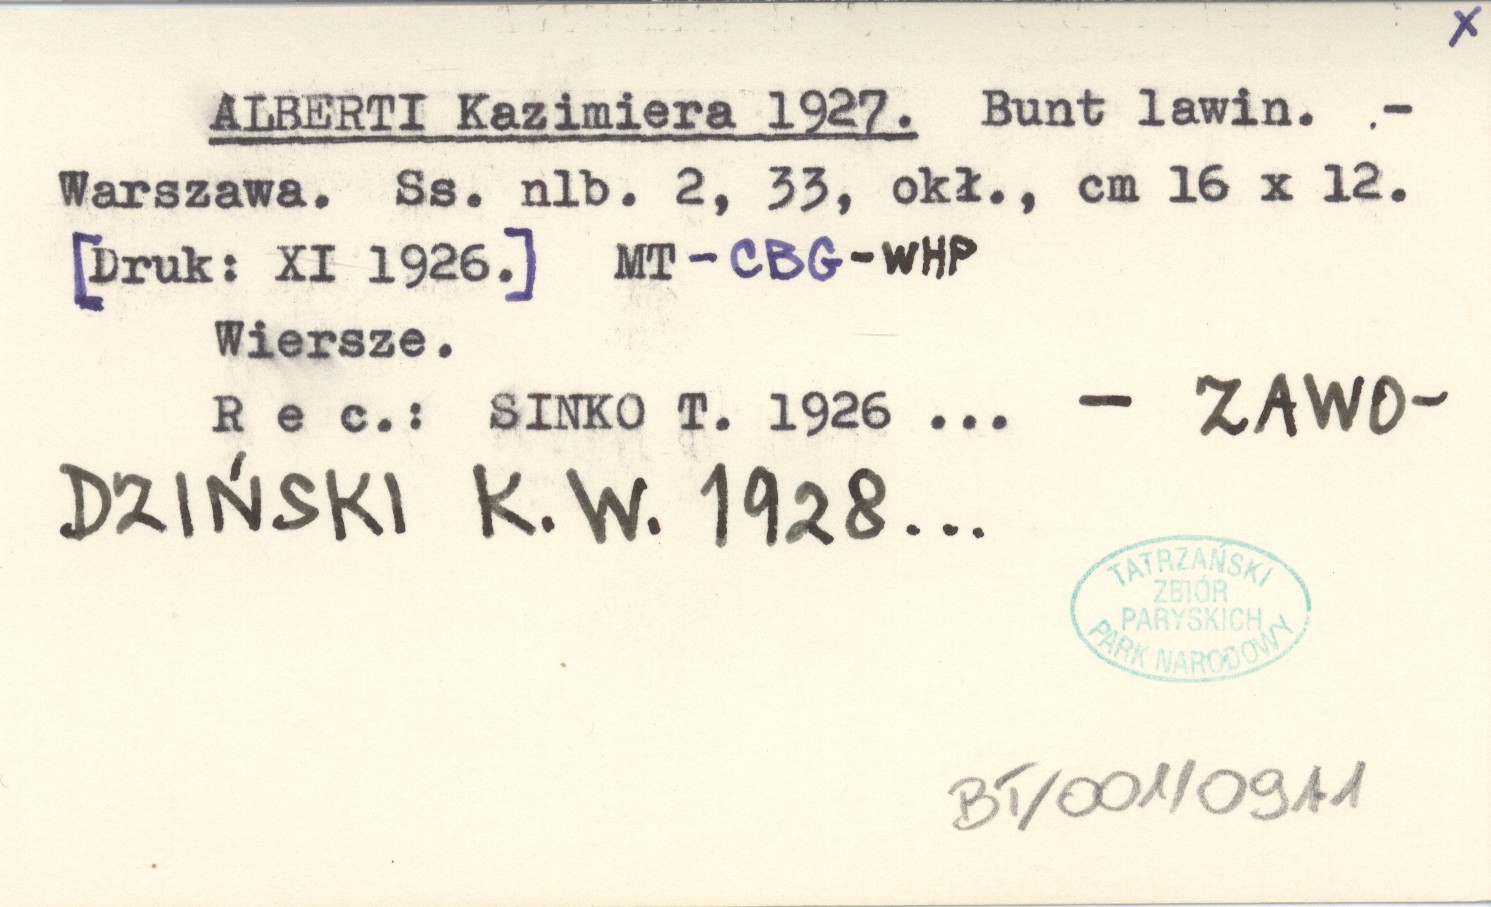 x
ALBERTI Kazimiera 1927. Bunt lawin. .-
Warszawa. Ss. nlb. 2, 33, okł., cm 16 x 12.
[Druk: XI 1926.] MT - CBG - WHP
Wiersze.
R e c.: SINKO T. 1926 ... - ZAWO-
DZIŃSKI K. W. 1928...
TATRZAŃSKI
ZBIÓR
PARYSKICH
PARK NARODOWY
BT/001/0911